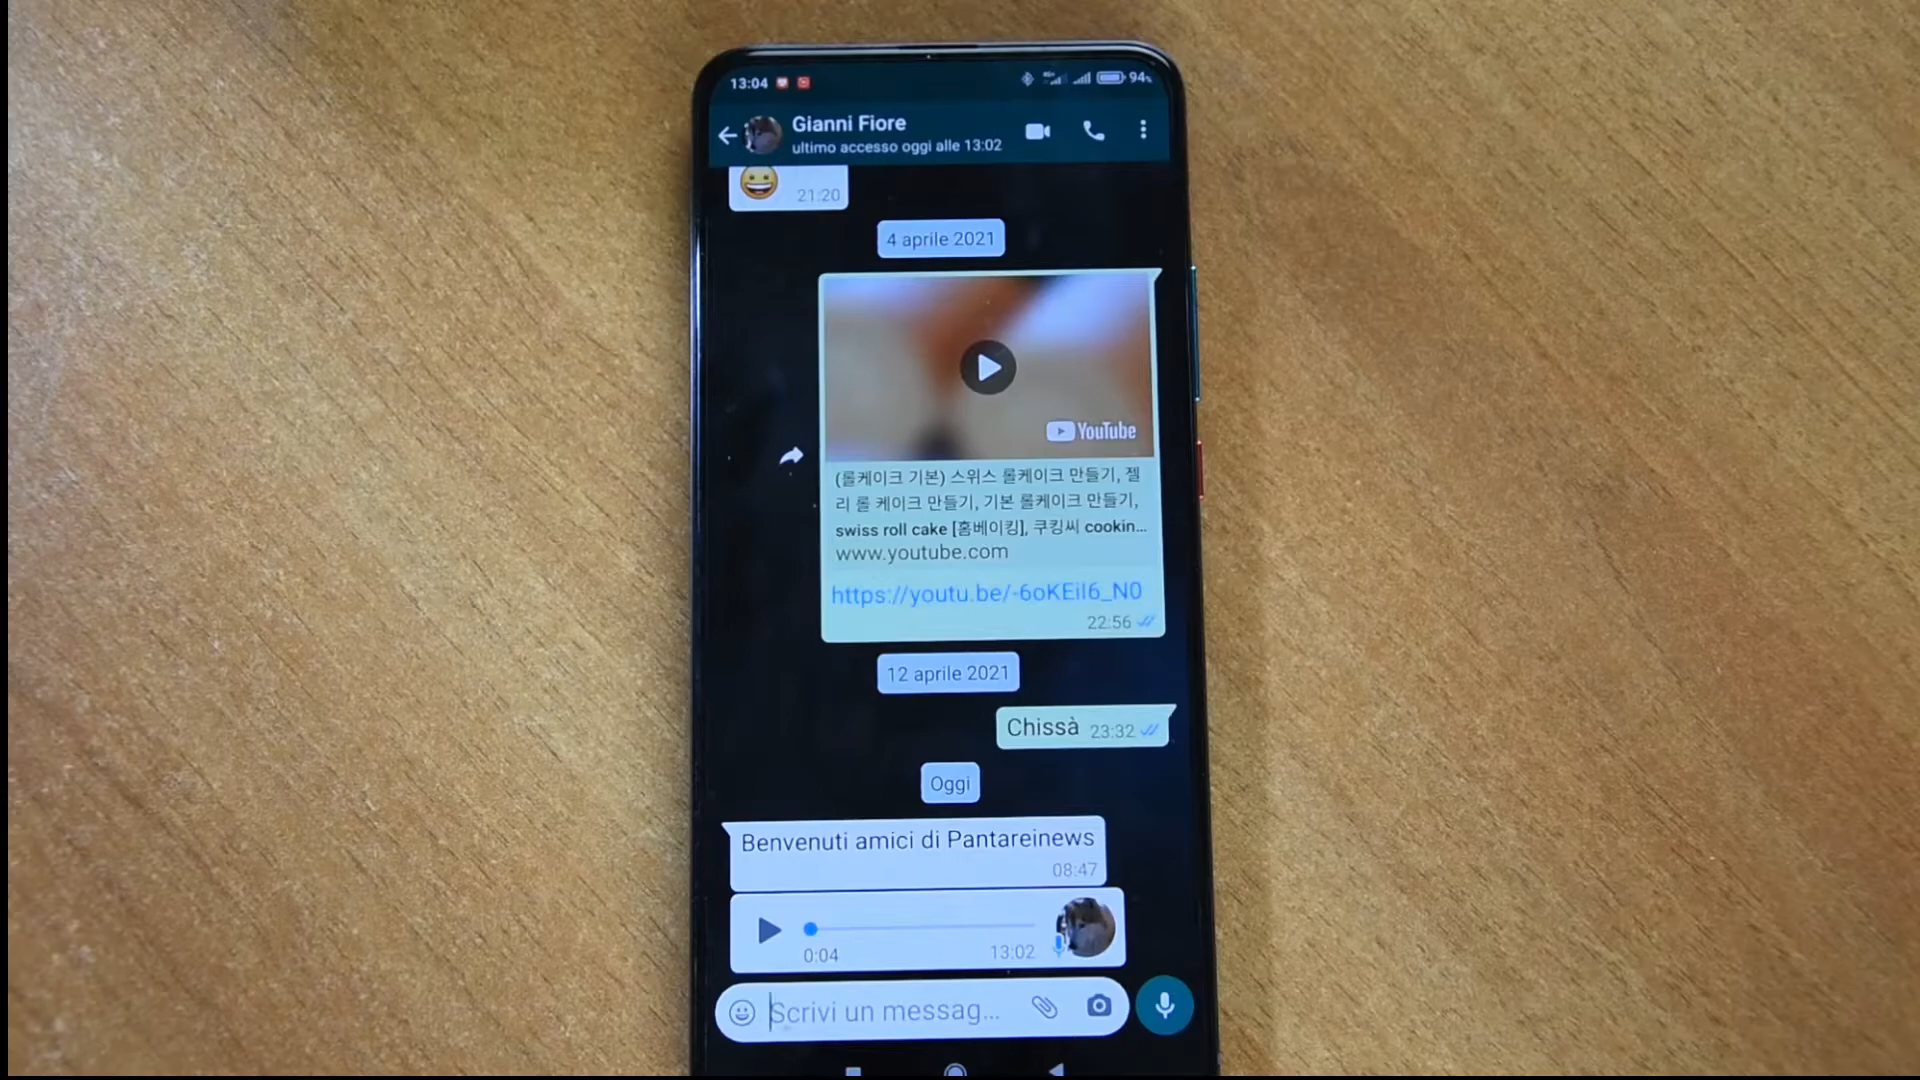 13:04
94%
Gianni Fiore
ultimo accesso oggi alle 13:02
21:20
4 aprile 2021
YouTube
(롤케이크 기본) 스위스 롤케이크 만들기, 젤
리 롤 케이크 만들기, 기본 롤케이크 만들기,
swiss roll cake [홈베이킹], 쿠킹씨 cookin...
www.youtube.com
https://youtu.be/-6oKEiI6_N0
22:56
12 aprile 2021
Chissà 23:32
Oggi
Benvenuti amici di Pantareinews
08:47
0:04 13:02
Scrivi un messag...